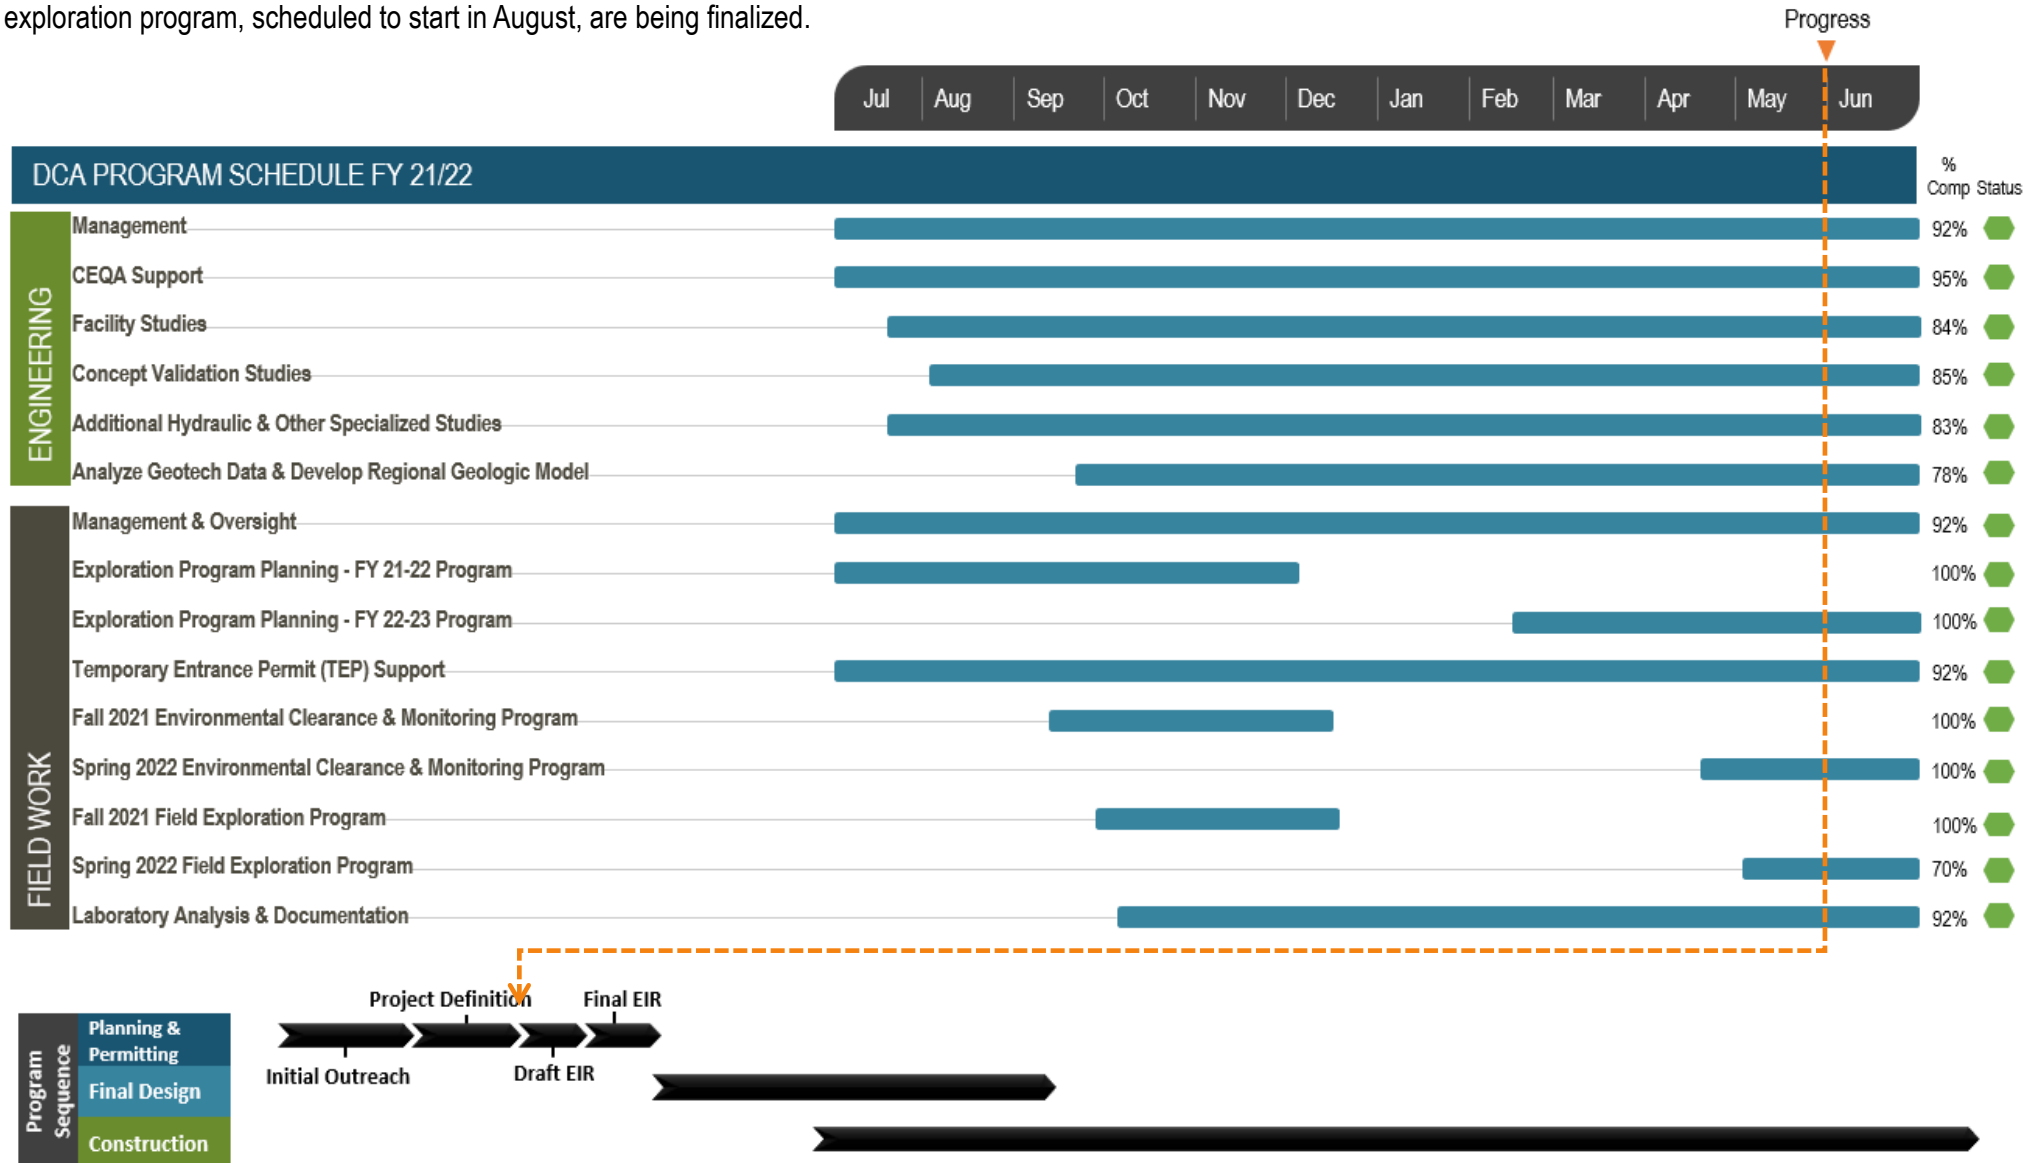 exploration program, scheduled to start in August, are being finalized.
Progress
Jul Aug Sep Oct Nov Dec Jan Feb Mar Apr May Jun
DCA PROGRAM SCHEDULE FY 21/22
%
Comp Status
ENGINEERING
Management 92%
CEQA Support 95%
Facility Studies 84%
Concept Validation Studies 85%
Additional Hydraulic & Other Specialized Studies 83%
Analyze Geotech Data & Develop Regional Geologic Model 78%
FIELD WORK
Management & Oversight 92%
Exploration Program Planning - FY 21-22 Program 100%
Exploration Program Planning - FY 22-23 Program 100%
Temporary Entrance Permit (TEP) Support 92%
Fall 2021 Environmental Clearance & Monitoring Program 100%
Spring 2022 Environmental Clearance & Monitoring Program 100%
Fall 2021 Field Exploration Program 100%
Spring 2022 Field Exploration Program 70%
Laboratory Analysis & Documentation 92%
Project Definition Final EIR
Initial Outreach Draft EIR
Program
Sequence
Planning &
Permitting
Final Design
Construction